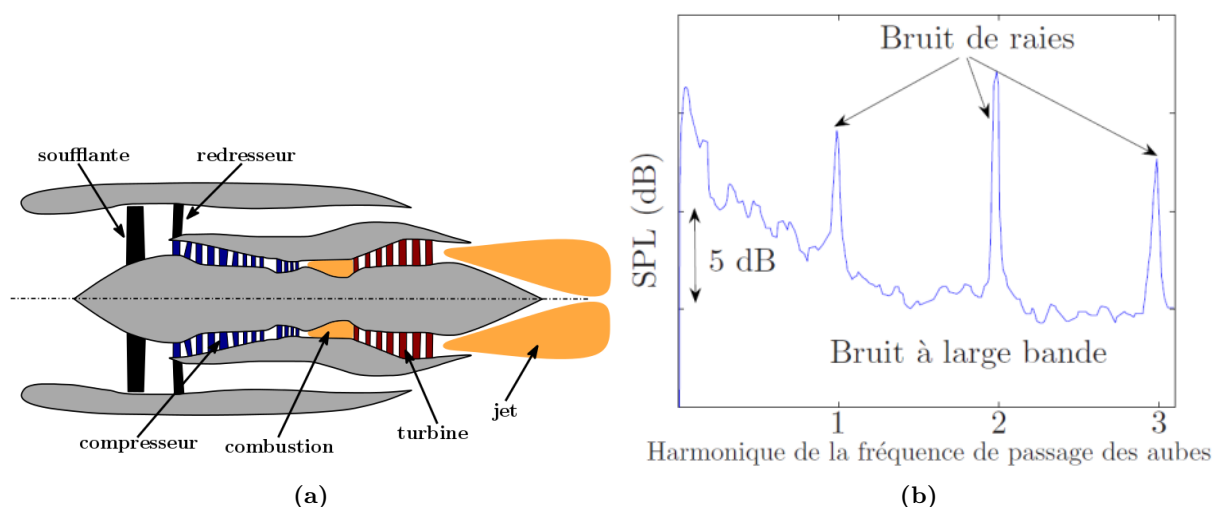 soufflante
redresseur
compresseur
combustion
turbine
jet
(a)
Bruit de raies
SPL (dB)
5 dB
Bruit à large bande
1 2 3
Harmonique de la fréquence de passage des aubes
(b)